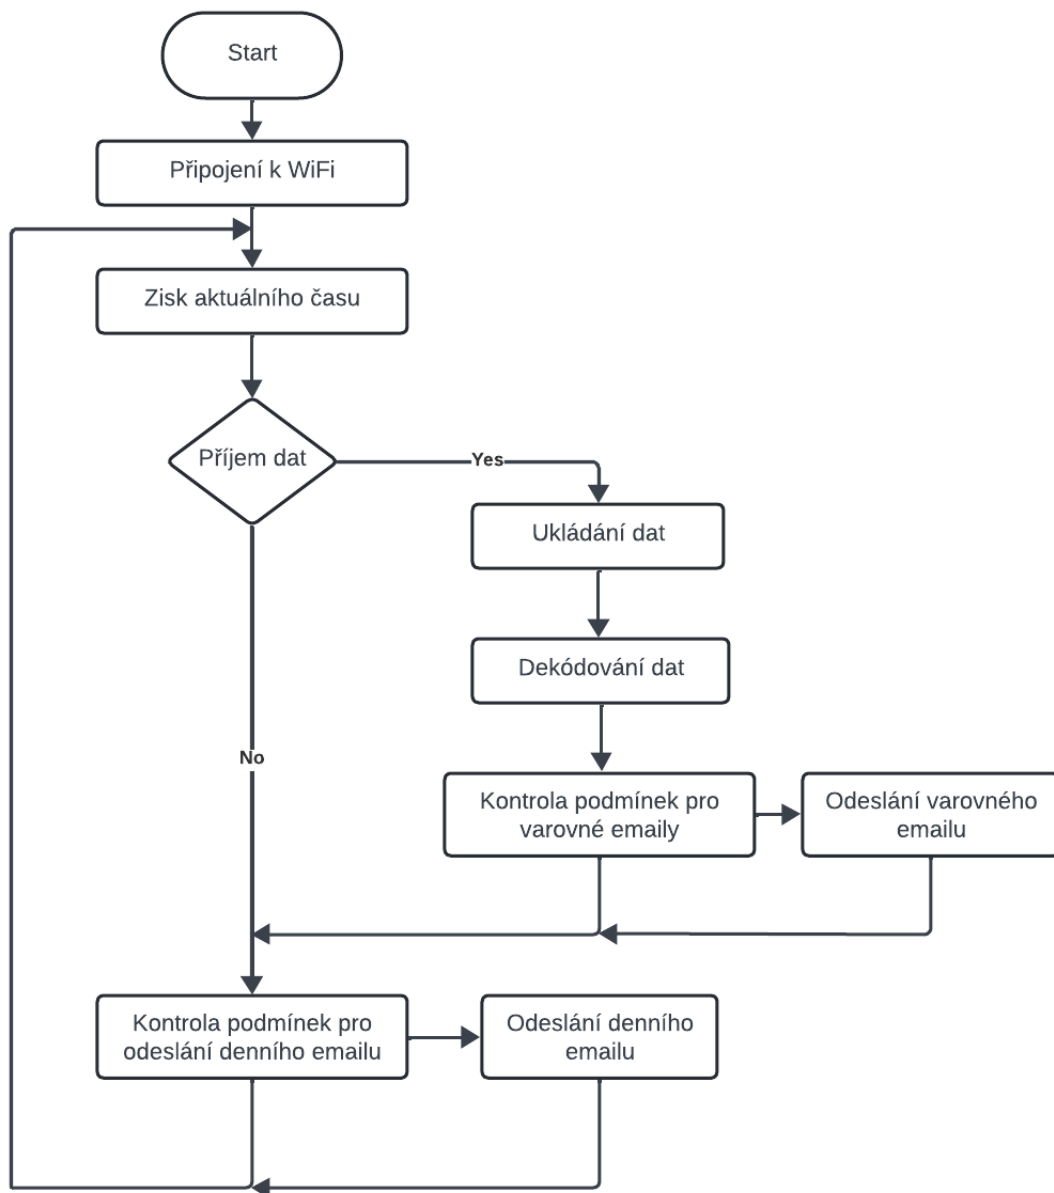 Start
Připojení k WiFi
Zisk aktuálního času
Příjem dat
Yes
Ukládání dat
Dekódování dat
No
Kontrola podmínek pro
varovné emaily
Odeslání varovného
emailu
Kontrola podmínek pro
odeslání denního emailu
Odeslání denního
emailu